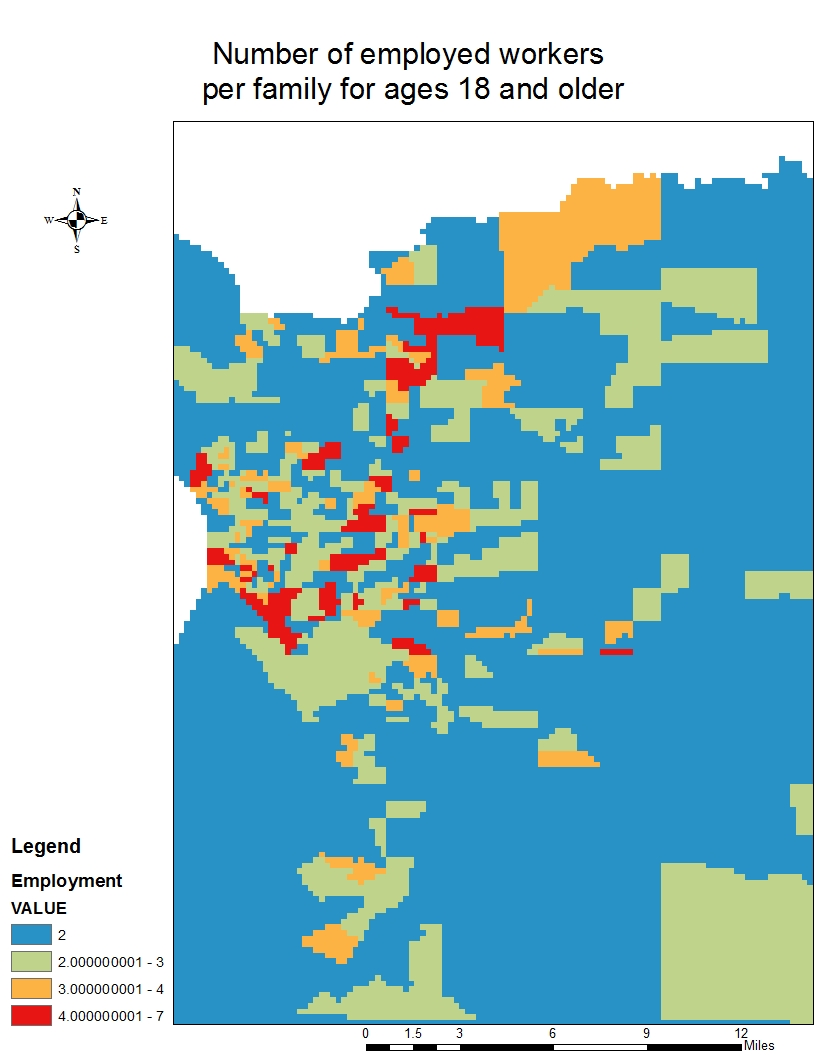 Number of employed workers
per family for ages 18 and older
N
W E
S
Legend
Employment
VALUE
2
2.000000001 - 3
3.000000001 - 4
4.000000001 - 7
0 1.5 3 6 9 12
Miles